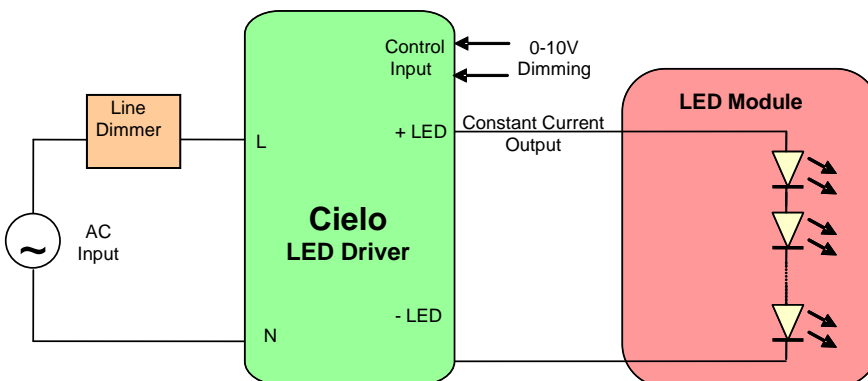 Control
Input
0-10V
Dimming
Line
Dimmer
LED Module
L
+ LED
Constant Current
Output
Cielo
LED Driver
~
AC
Input
- LED
N